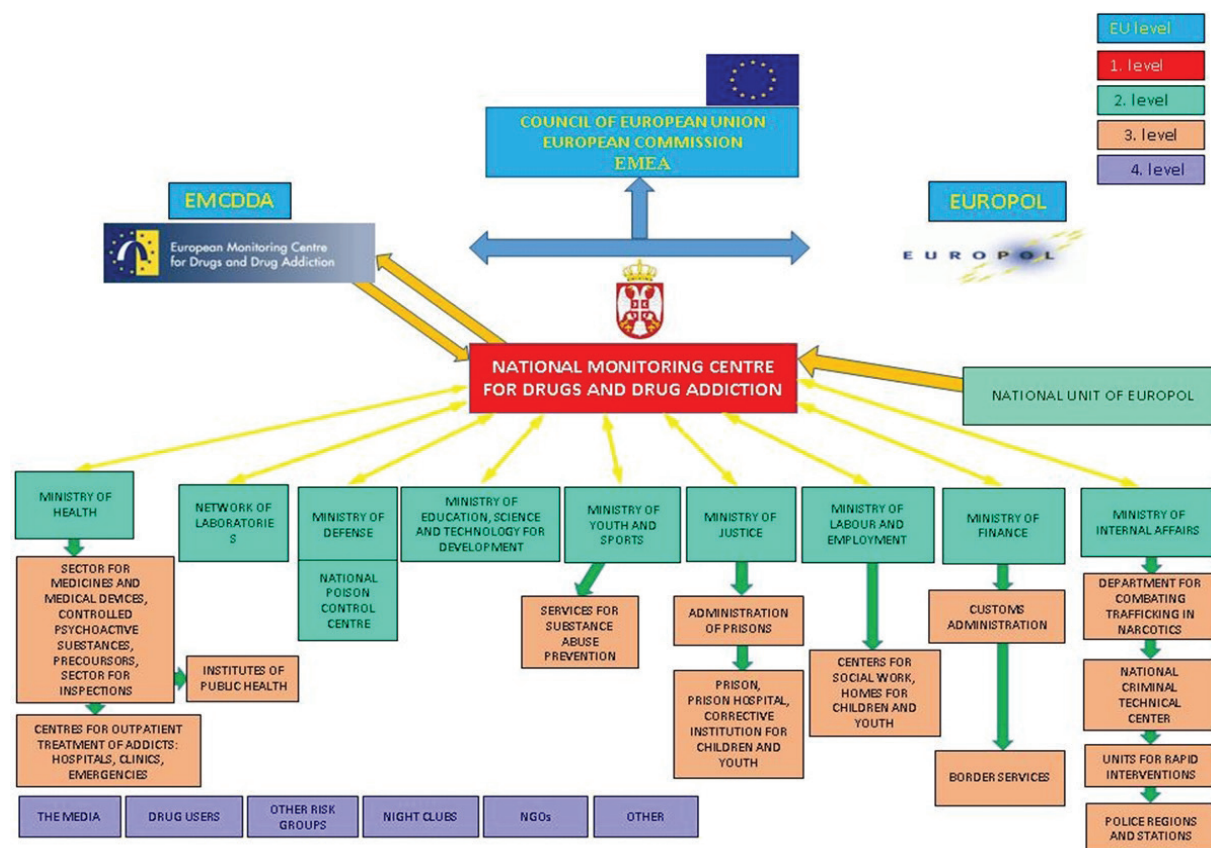 EU level
1. level
2. level
3. level
4. level
COUNCIL OF EUROPEAN UNION
EUROPEAN COMMISSION
EMEA
EMCDDA
European Monitoring Centre
for Drugs and Drug Addiction
EUROPOL
EUROPOL
NATIONAL MONITORING CENTRE
FOR DRUGS AND DRUG ADDICTION
NATIONAL UNIT OF EUROPOL
MINISTRY OF
HEALTH
NETWORK OF
LABORATORIE
S
MINISTRY OF
DEFENSE
NATIONAL
POISON
CONTROL
CENTRE
MINISTRY OF
EDUCATION, SCIENCE
AND TECHNOLOGY FOR
DEVELOPMENT
MINISTRY OF
YOUTH AND
SPORTS
MINISTRY OF
JUSTICE
MINISTRY OF
LABOUR AND
EMPLOYMENT
MINISTRY OF
FINANCE
MINISTRY OF
INTERNAL AFFAIRS
SECTOR FOR
MEDICINES AND
MEDICAL DEVICES,
CONTROLLED
PSYCHOACTIVE
SUBSTANCES,
PRECOURSORS,
SECTOR FOR
INSPECTIONS
INSTITUTES OF
PUBLIC HEALTH
CENTRES FOR OUTPATIENT
TREATMENT OF ADDICTS:
HOSPITALS, CLINICS,
EMERGENCIES
SERVICES FOR
SUBSTANCE
ABUSE
PREVENTION
ADMINISTRATION
OF PRISONS
PRISON,
PRISON HOSPITAL,
CORRECTIVE
INSTITUTION FOR
CHILDREN AND
YOUTH
CENTERS FOR
SOCIAL WORK,
HOMES FOR
CHILDREN AND
YOUTH
CUSTOMS
ADMINISTRATION
BORDER SERVICES
DEPARTMENT FOR
COMBATING
TRAFFICKING IN
NARCOTICS
NATIONAL
CRIMINAL
TECHNICAL
CENTER
UNITS FOR RAPID
INTERVENTIONS
POLICE REGIONS
AND STATIONS
THE MEDIA
DRUG USERS
OTHER RISK
GROUPS
NIGHT CLUBS
NGOs
OTHER